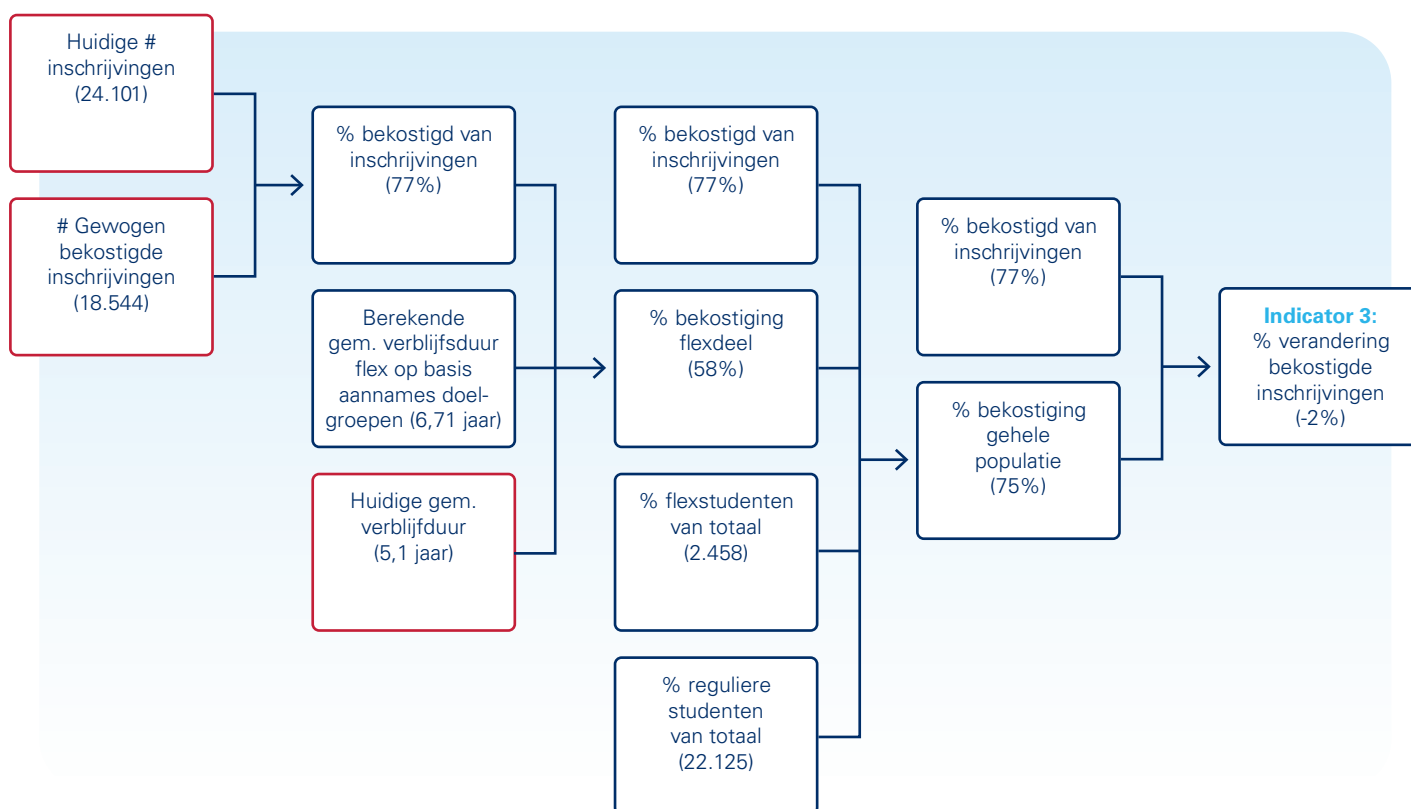 Huidige #
inschrijvingen
(24.101)
# Gewogen
bekostigde
inschrijvingen
(18.544)
% bekostigd van
inschrijvingen
(77%)
Berekende
gem. verblijfsduur
flex op basis
aannames doel-
groepen (6,71 jaar)
Huidige gem.
verblijfduur
(5,1 jaar)
% bekostigd van
inschrijvingen
(77%)
% bekostiging
flexdeel
(58%)
% flexstudenten
van totaal
(2.458)
% reguliere
studenten
van totaal
(22.125)
% bekostigd van
inschrijvingen
(77%)
% bekostiging
gehele
populatie
(75%)
Indicator 3:
% verandering
bekostigde
inschrijvingen
(-2%)